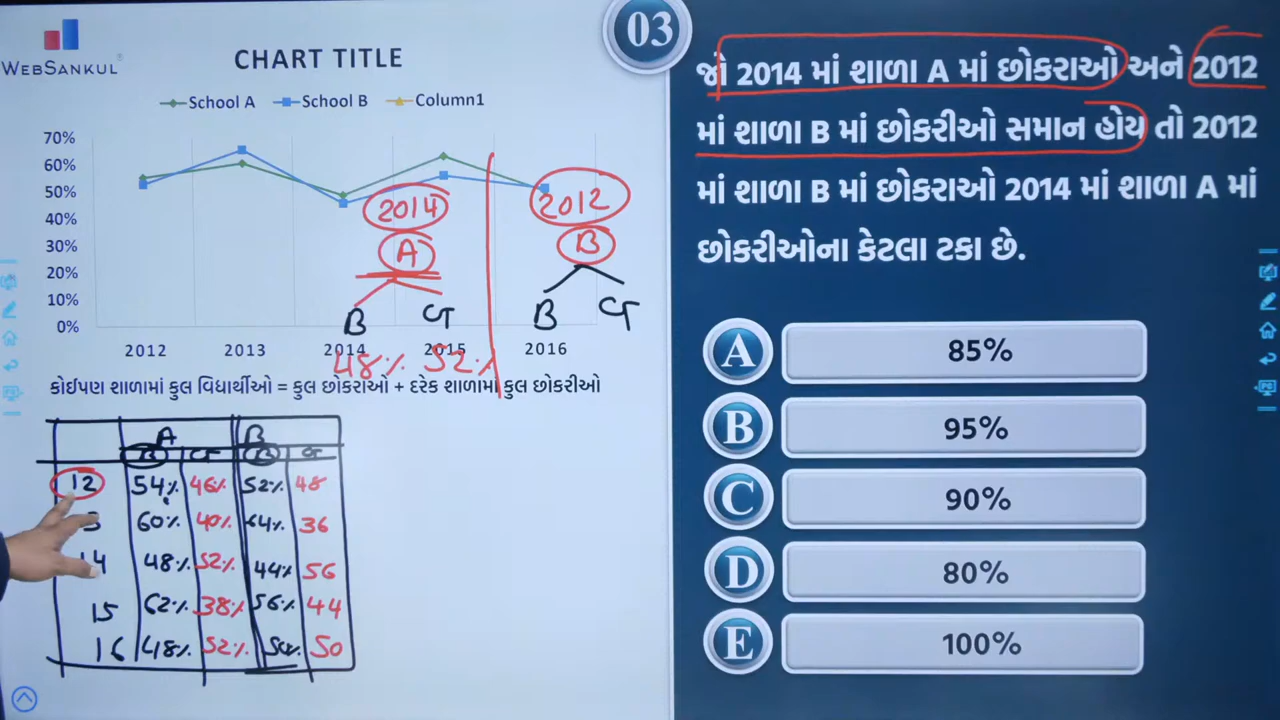 WEBSANKUL
CHART TITLE
School A School B Column1
70%
60%
50%
40%
30%
20%
10%
0%
2012 2013 2014 2015 2016
2014
A
B G
48% 52%
2012
B
B G
કોઈપણ શાળામાં કુલ વિદ્યાર્થીઓ = કુલ છોકરાઓ + દરેક શાળામાં કુલ છોકરીઓ
A B
B G B G
12 54% 46% 52% 48
60% 40% 64% 36
14 48% 52% 44% 56
15 62% 38% 56% 44
16 48% 52% 50% 50
03
જો 2014 માં શાળા A માં છોકરાઓ અને 2012
માં શાળા B માં છોકરીઓ સમાન હોય તો 2012
માં શાળા B માં છોકરાઓ 2014 માં શાળા A માં
છોકરીઓના કેટલા ટકા છે.
A 85%
B 95%
C 90%
D 80%
E 100%